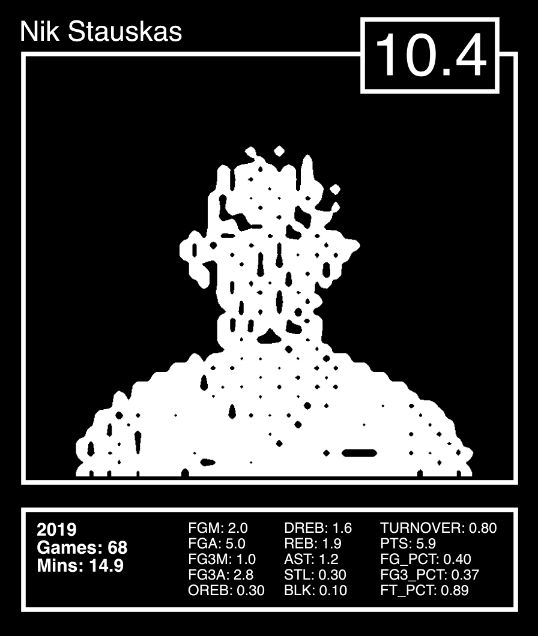 Nik Stauskas
10.4
2019
Games: 68
Mins: 14.9
FGM: 2.0
FGA: 5.0
FG3M: 1.0
FG3A: 2.8
OREB: 0.30
DREB: 1.6
REB: 1.9
AST: 1.2
STL: 0.30
BLK: 0.10
TURNOVER: 0.80
PTS: 5.9
FG_PCT: 0.40
FG3_PCT: 0.37
FT_PCT: 0.89